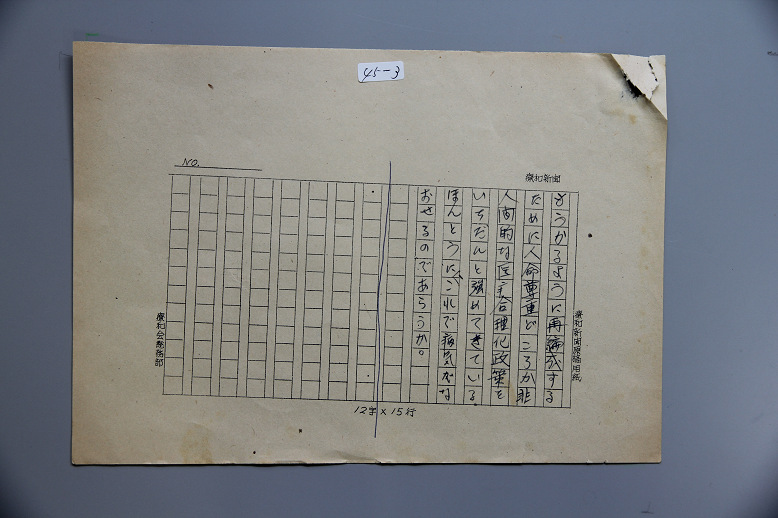 45-3
療和新聞
NO.
もうかるように再編成する
ために人命尊重どころか非
人間的な医事合理化政策を
いちだんと強めてきている。
ほんとうにこれで病気がな
おせるのであろうか。
療和新聞原稿用紙
療和会総務部
12字×15行